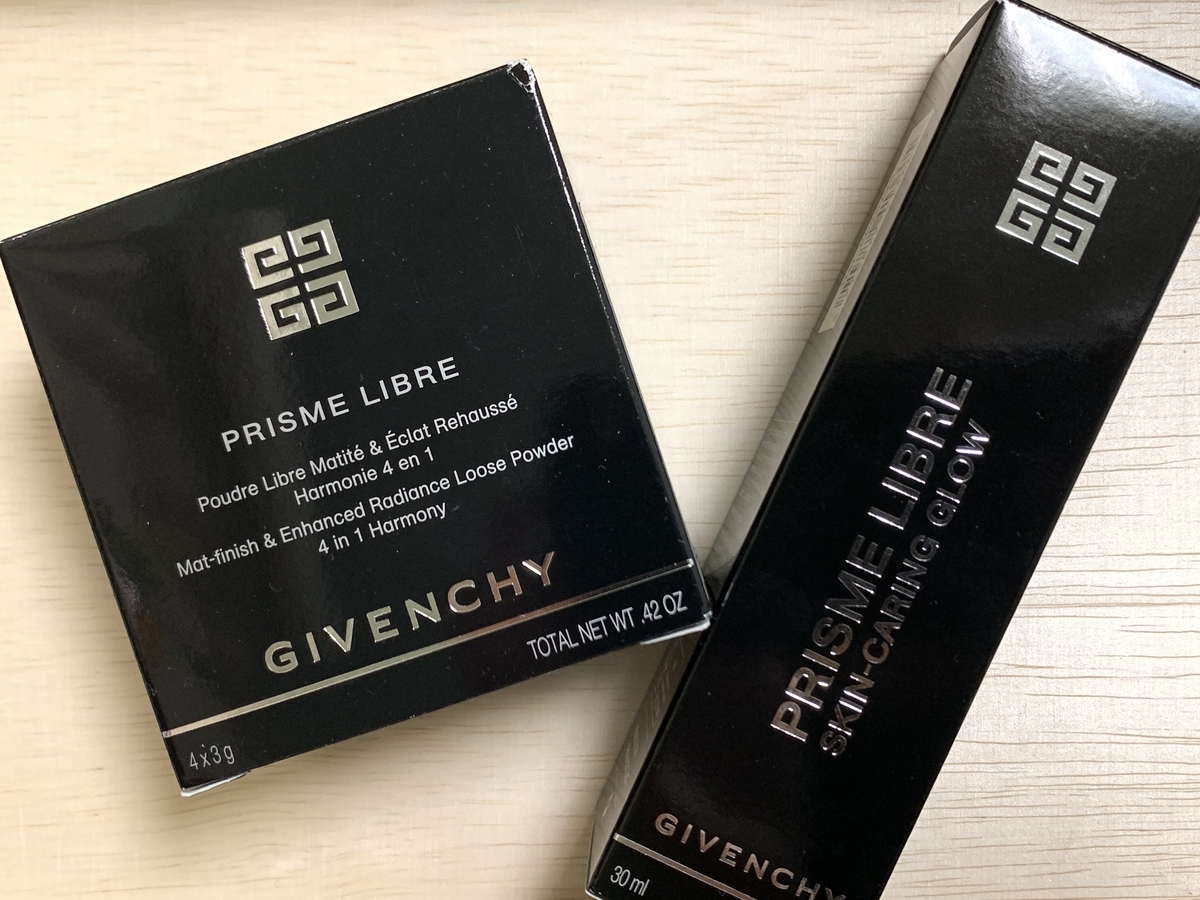 PRISME LIBRE
Poudre Libre Matité & Éclat Rehaussé
Harmonie 4 en 1
Mat-finish & Enhanced Radiance Loose Powder
4 in 1 Harmony
GIVENCHY
TOTAL NET WT .42 OZ
4x3g
PRISME LIBRE
SKIN-CARING GLOW
GIVENCHY
30 ml